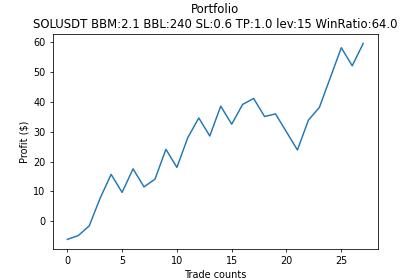 Portfolio
SOLUSDT BBM:2.1 BBL:240 SL:0.6 TP:1.0 lev:15 WinRatio:64.0
60
50
40
30
20
10
0
Profit ($)
0 5 10 15 20 25
Trade counts